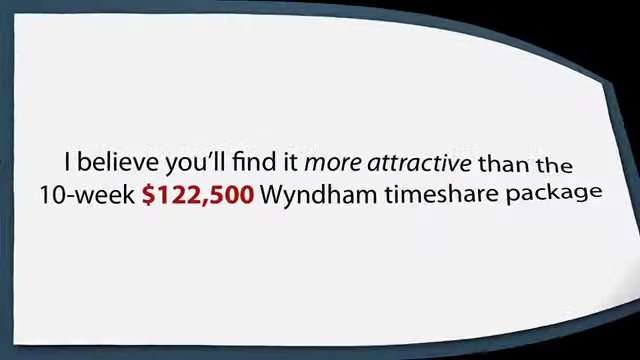 I believe you'll find it more attractive than the
10-week $122,500 Wyndham timeshare package